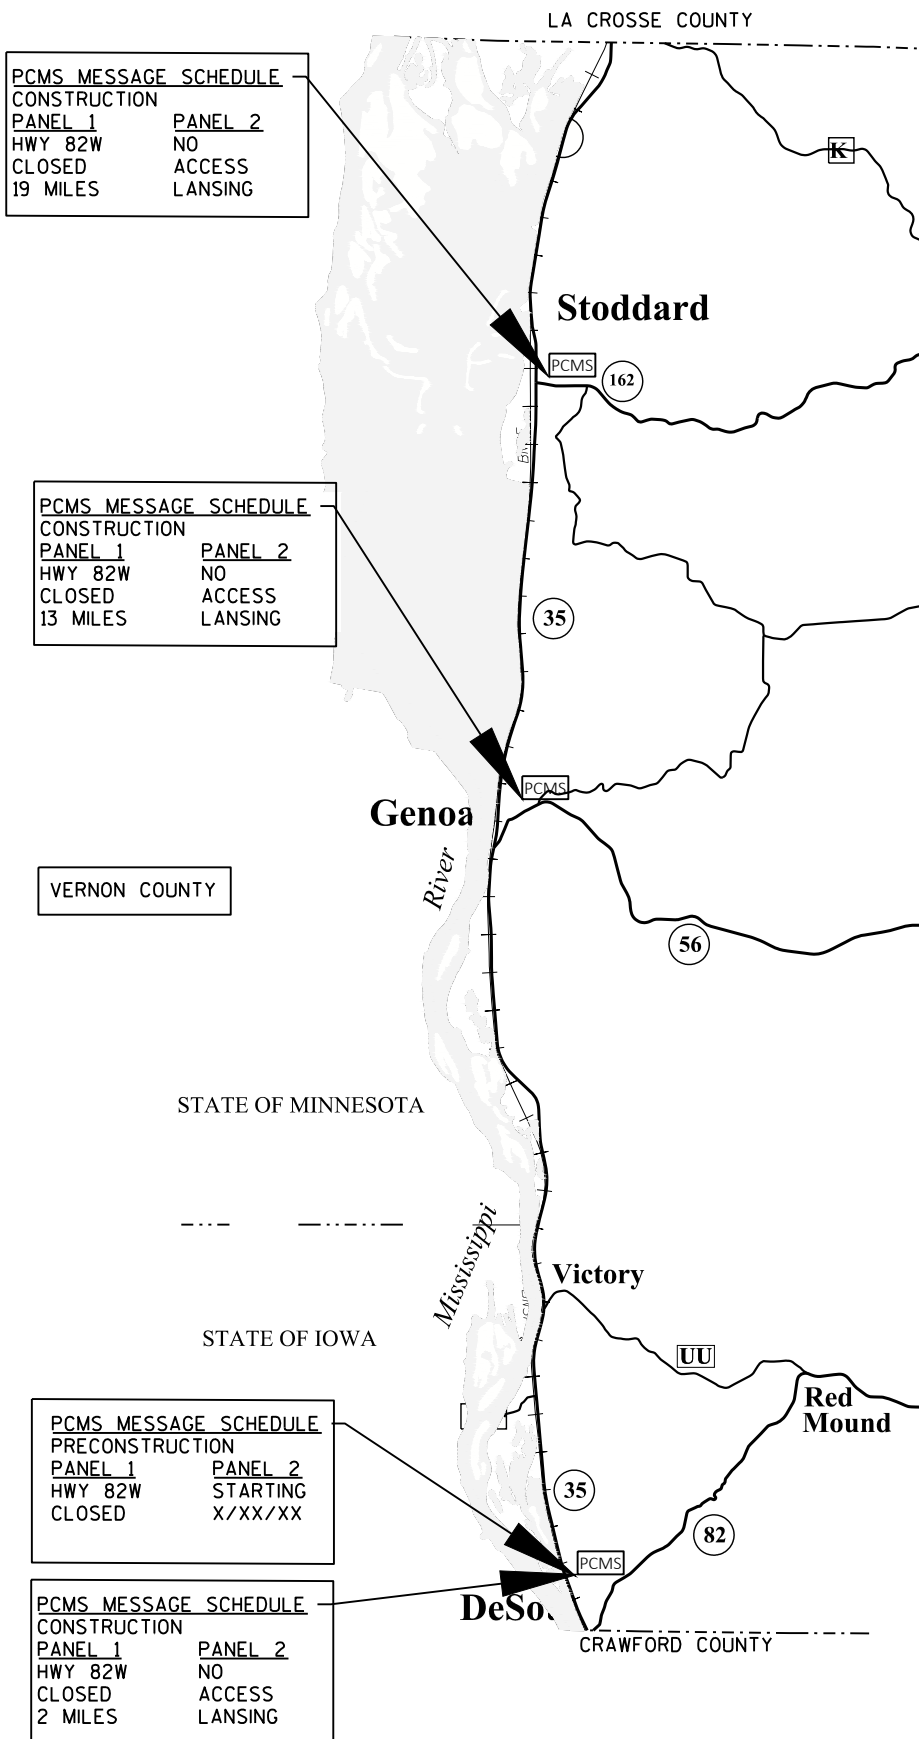 LA CROSSE COUNTY
PCMS MESSAGE SCHEDULE
CONSTRUCTION
PANEL 1 PANEL 2
HWY 82W NO
CLOSED ACCESS
19 MILES LANSING
K
Stoddard
PCMS
162
PCMS MESSAGE SCHEDULE
CONSTRUCTION
PANEL 1 PANEL 2
HWY 82W NO
CLOSED ACCESS
13 MILES LANSING
35
PCMS
Genoa
River
VERNON COUNTY
56
STATE OF MINNESOTA
Mississippi
Victory
STATE OF IOWA
UU
Red
Mound
PCMS MESSAGE SCHEDULE
PRECONSTRUCTION
PANEL 1 PANEL 2
HWY 82W STARTING
CLOSED X/XX/XX
35
82
PCMS
PCMS MESSAGE SCHEDULE
CONSTRUCTION
PANEL 1 PANEL 2
HWY 82W NO
CLOSED ACCESS
2 MILES LANSING
CRAWFORD COUNTY